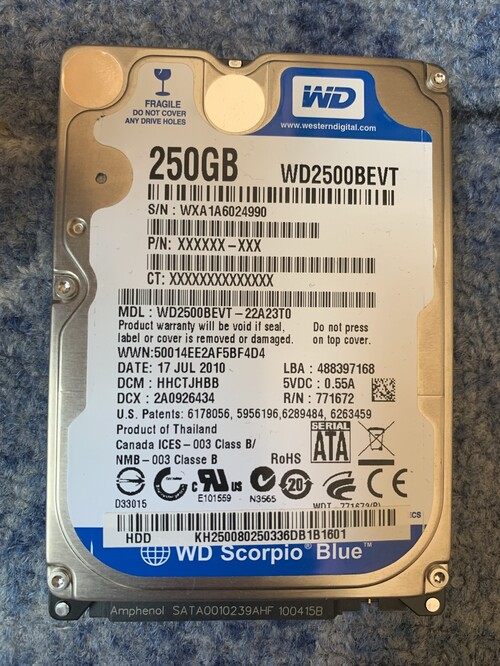 FRAGILE
DO NOT COVER
ANY DRIVE HOLES
WD
www.westerndigital.com
250GB WD2500BEVT
S/N : WXA1A6024990
P/N: XXXXXX-XXX
CT: XXXXXXXXXXXXXX
MDL : WD2500BEVT-22A23T0
Product warranty will be void if seal, Do not press
label or cover is removed or damaged. on top cover.
WWN:50014EE2AF5BF4D4
DATE: 17 JUL 2010 LBA : 488397168
DCM : HHCTJHBB 5VDC : 0.55A
DCX : 2A0926434 R/N : 771672
U.S. Patents: 6178056, 5956196,6289484, 6263459
Product of Thailand SERIAL
Canada ICES-003 Class B/ ATA
NMB-003 Classe B RoHS
D33015 E101559 N3565 20
WDT-771672(P)
HDD KH250080250336DB1B1601
WD Scorpio Blue™
Amphenol SATA0010239AHF 100415B